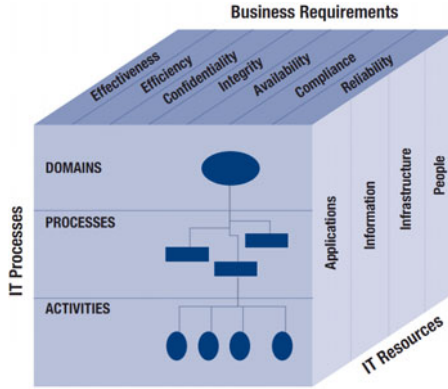 Business Requirements
Effectiveness
Efficiency
Confidentiality
Integrity
Availability
Compliance
Reliability
IT Processes
DOMAINS
PROCESSES
ACTIVITIES
Applications
Information
Infrastructure
People
IT Resources